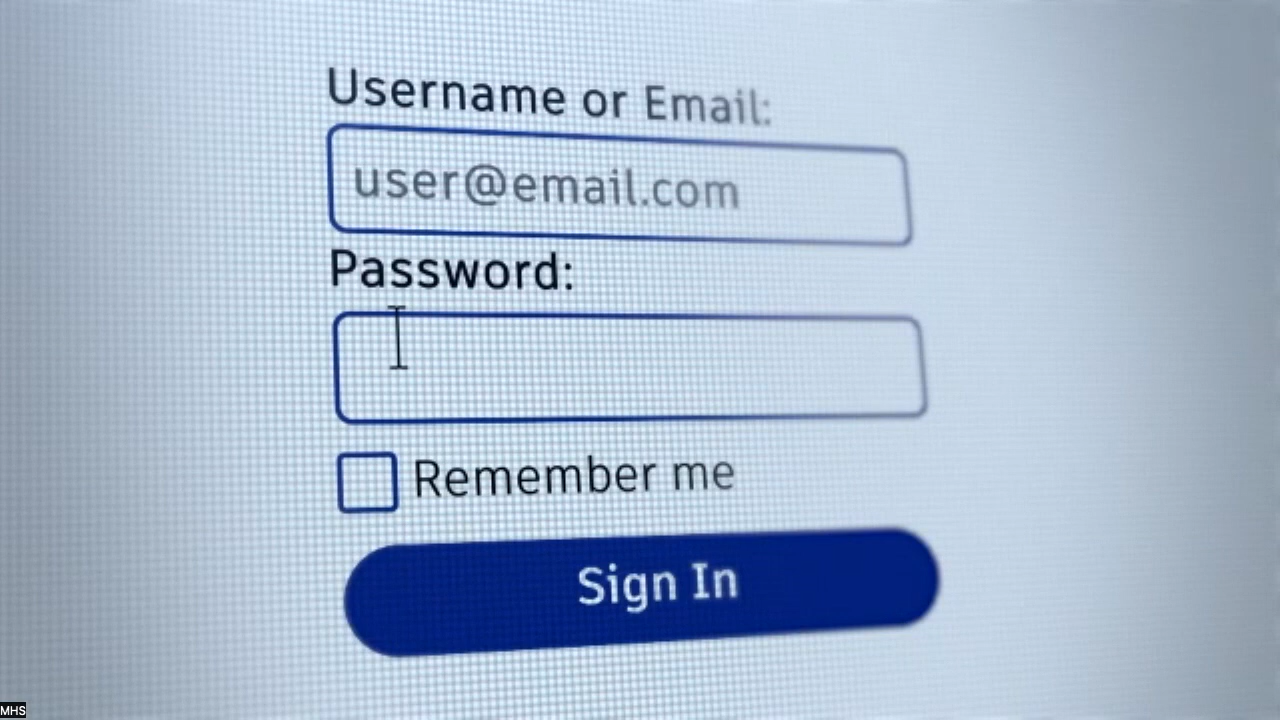 Username or Email:
user@email.com
Password:
Remember me
Sign In
MHS